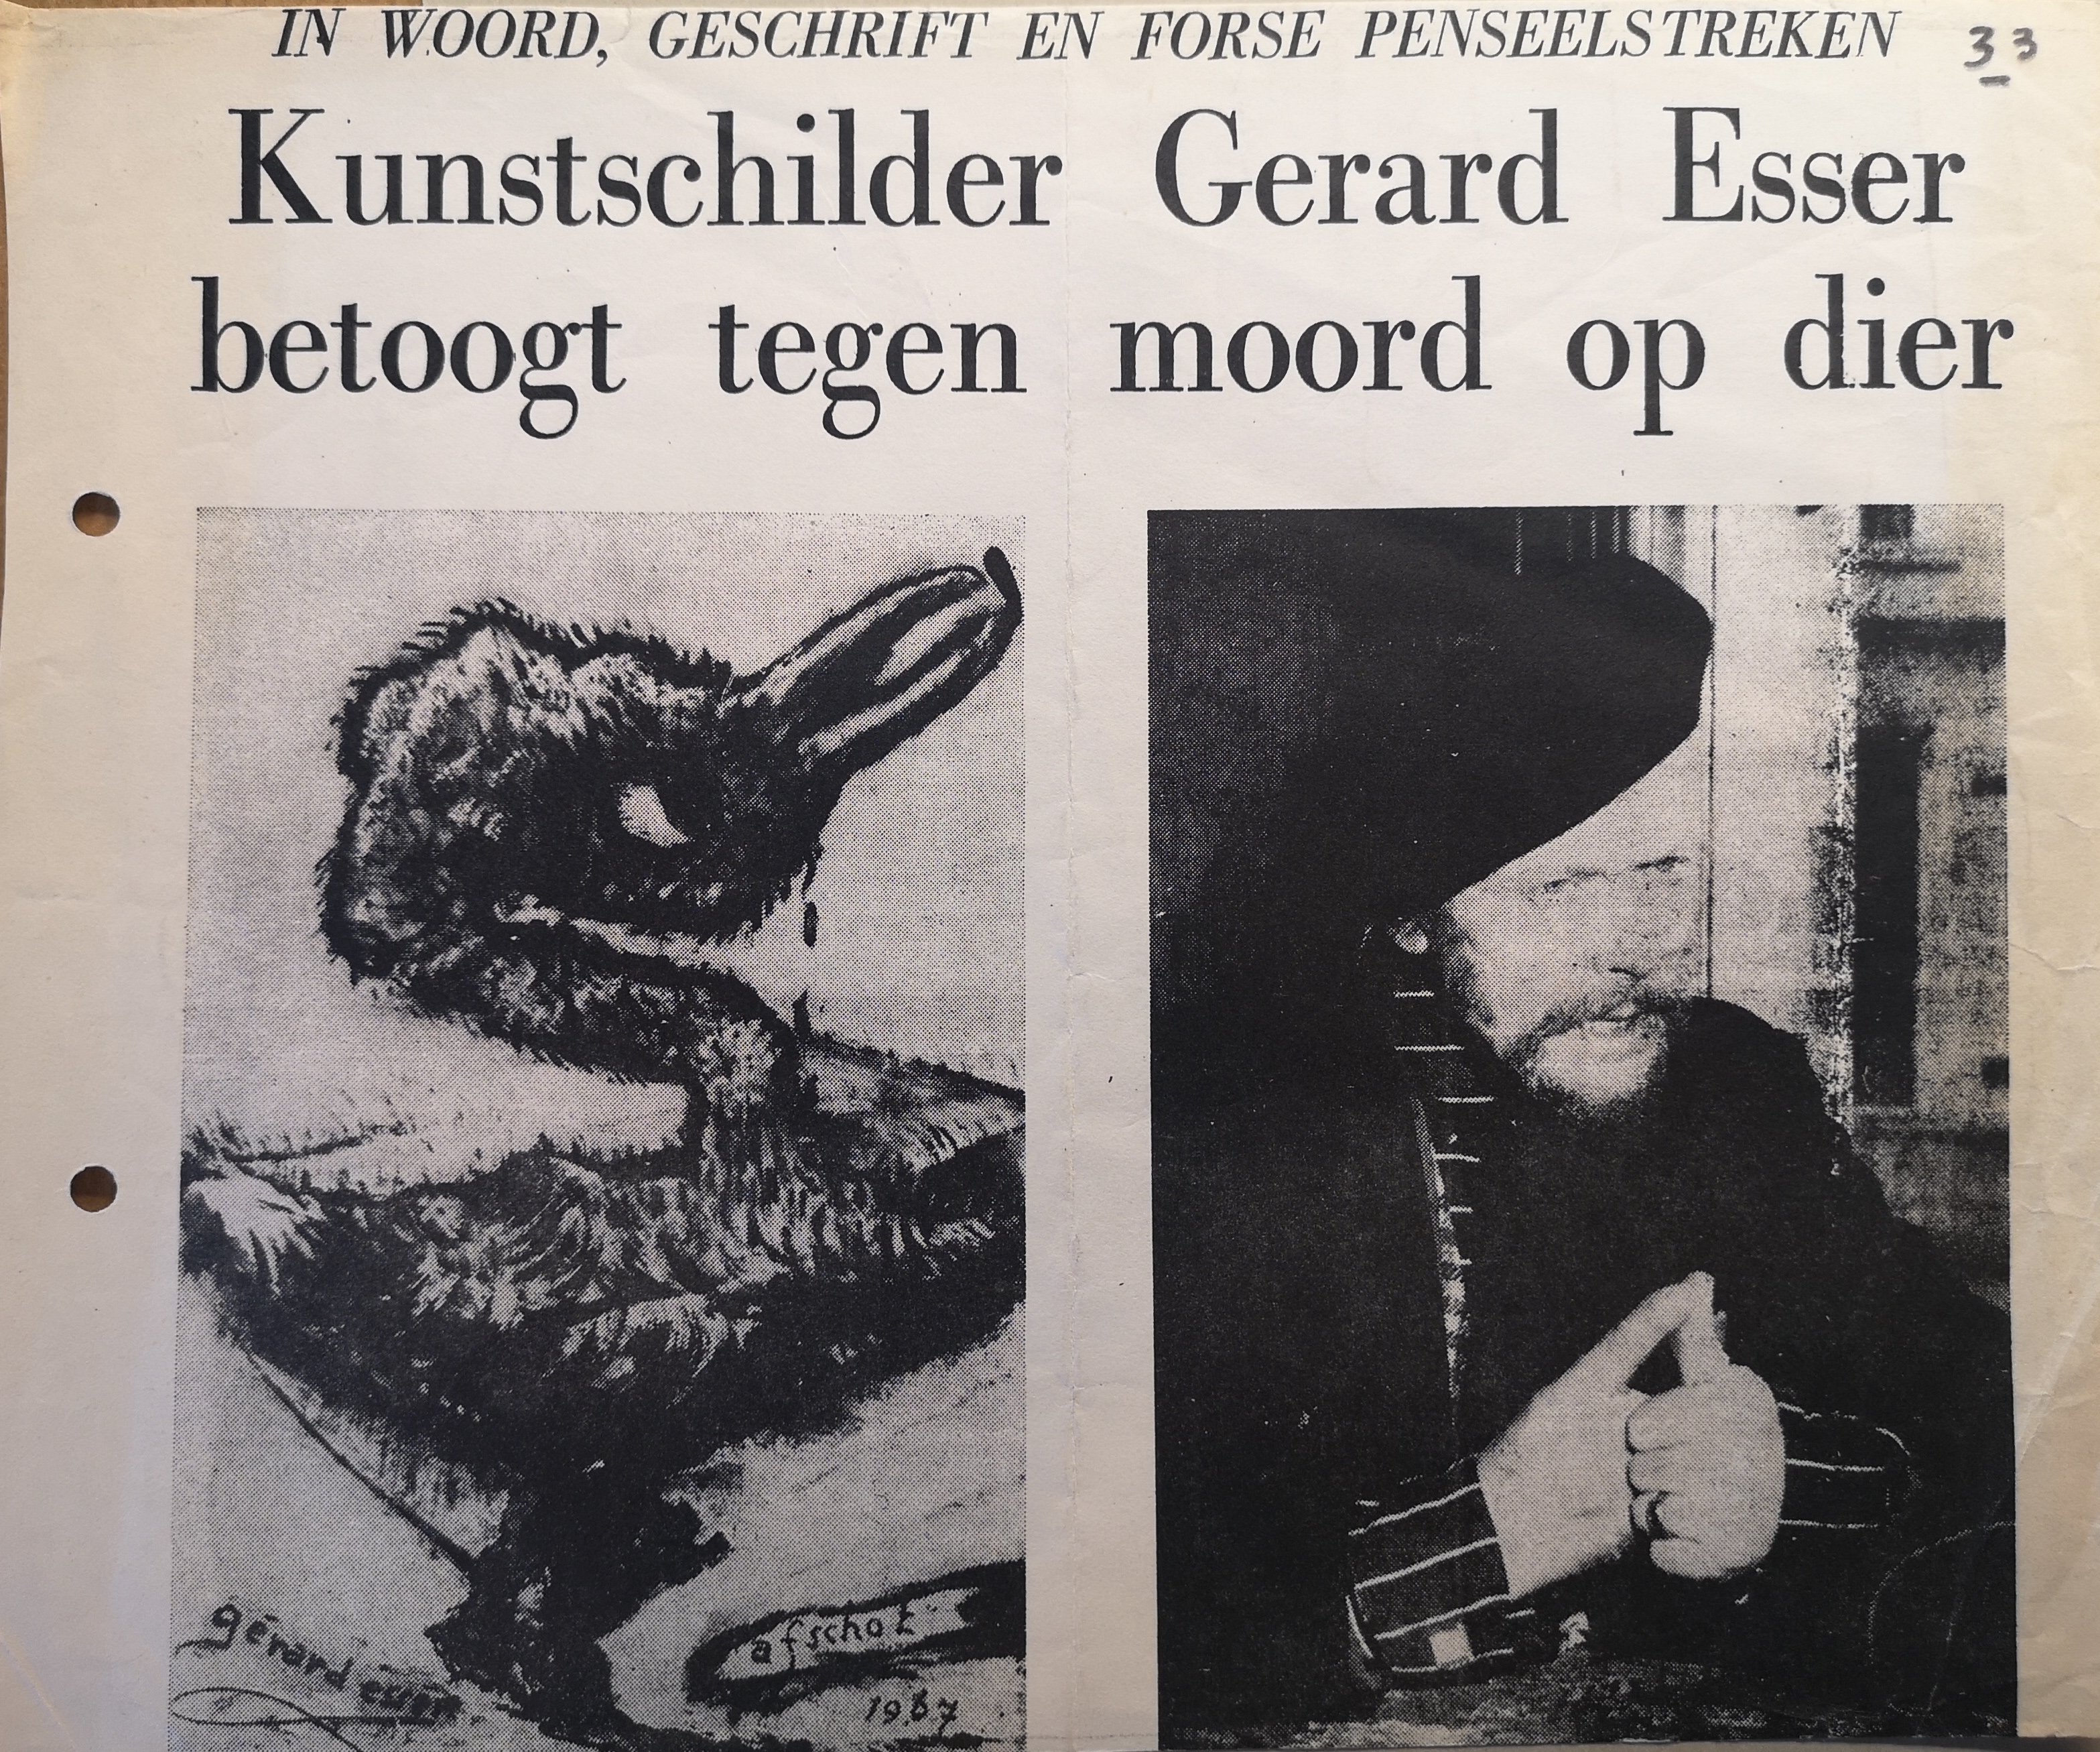 IN WOORD, GESCHRIFT EN FORSE PENSEELSTREKEN
33
Kunstschilder Gerard Esser
betoogt tegen moord op dier
gérard esser
afschot
1967